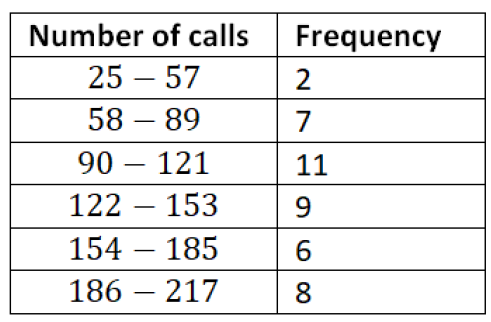 Number of calls Frequency
25 − 57 2
58 − 89 7
90 − 121 11
122 − 153 9
154 − 185 6
186 − 217 8